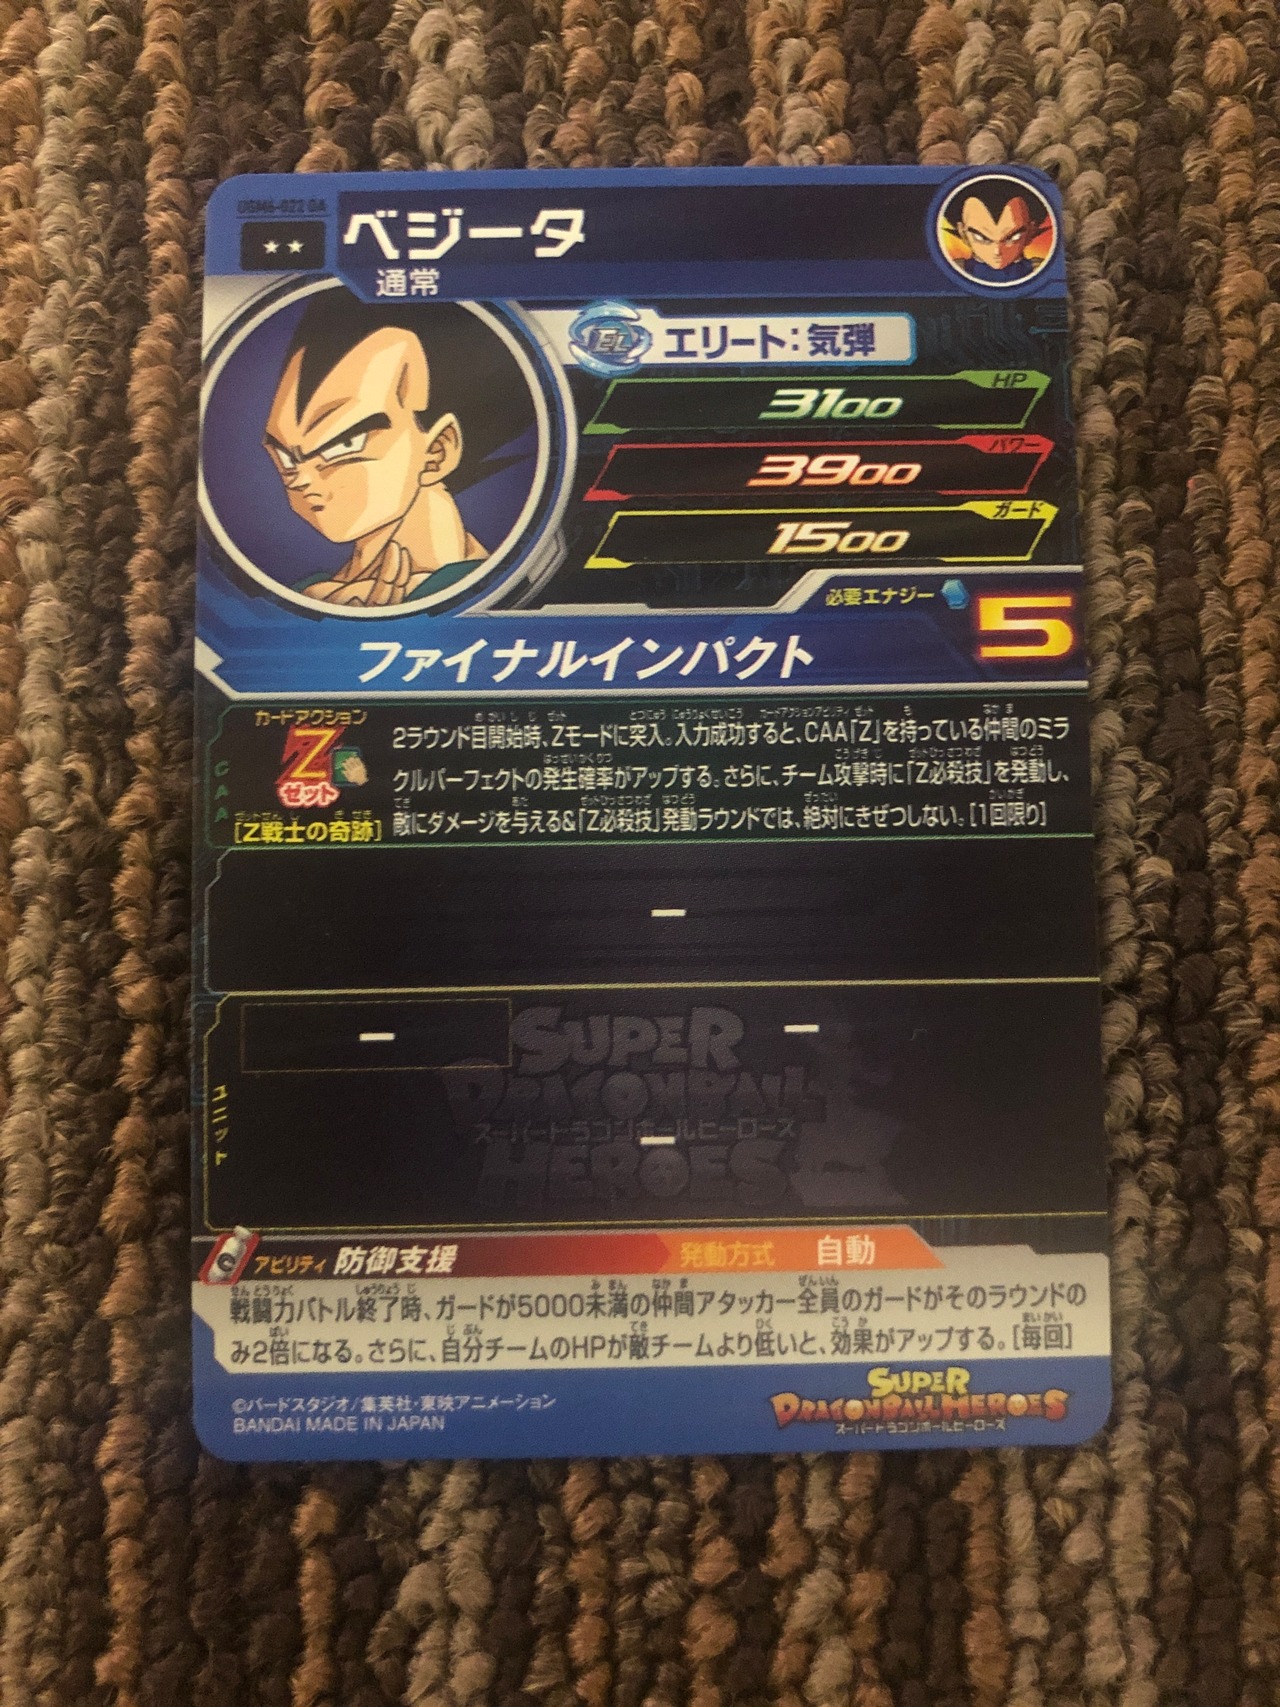 UGM6-022 DA
★★
ベジータ
通常
EL
エリート:気弾
HP
3100
パワー
3900
ガード
1500
必要エナジー
5
ファイナルインパクト
CAA
カードアクション
Z
ゼット
[Z戦士の奇跡]
2ラウンド目開始時、Zモードに突入。入力成功すると、CAA「Z」を持っている仲間のミラ
クルパーフェクトの発生確率がアップする。さらに、チーム攻撃時に「Z必殺技」を発動し、
敵にダメージを与える&「Z必殺技」発動ラウンドでは、絶対にきぜつしない。[1回限り]
ー
ー
ー
ユニット
SUPER
DRAGONBALL
スーパードラゴンボールヒーローズ
ー
HEROES
アビリティ 防御支援
発動方式 自動
戦闘力バトル終了時、ガードが5000未満の仲間アタッカー全員のガードがそのラウンドの
み2倍になる。さらに、自分チームのHPが敵チームより低いと、効果がアップする。[毎回]
©バードスタジオ/集英社・東映アニメーション
BANDAI MADE IN JAPAN
SUPER
DRAGONBALL HEROES
スーパードラゴンボールヒーローズ